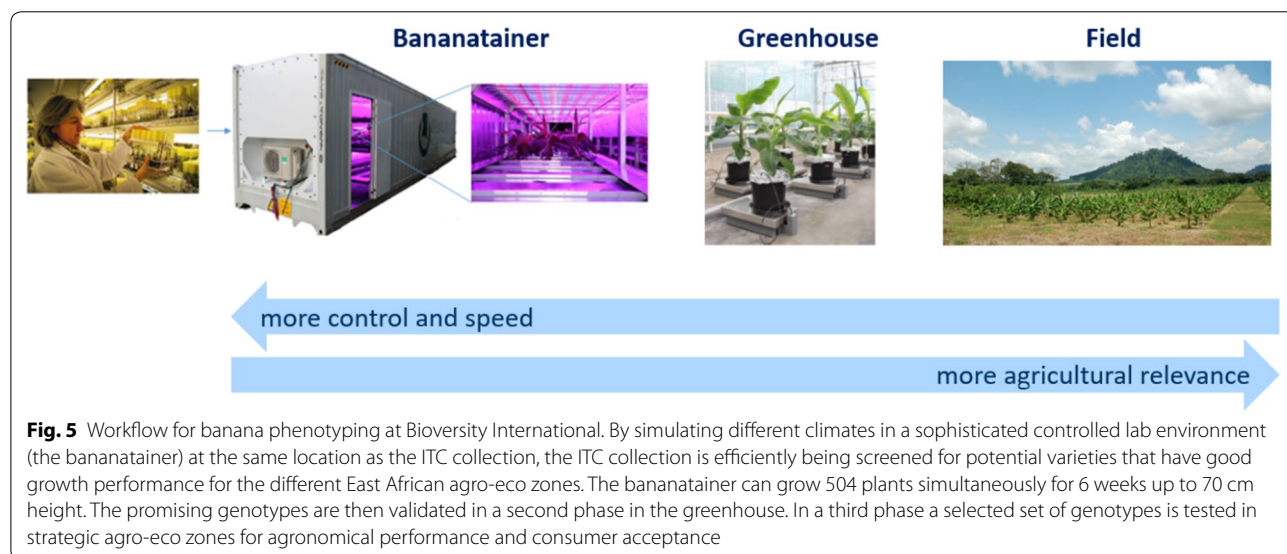 Bananatainer
Greenhouse
Field
more control and speed
more agricultural relevance
Fig. 5 Workflow for banana phenotyping at Bioversity International. By simulating different climates in a sophisticated controlled lab environment
(the bananatainer) at the same location as the ITC collection, the ITC collection is efficiently being screened for potential varieties that have good
growth performance for the different East African agro-eco zones. The bananatainer can grow 504 plants simultaneously for 6 weeks up to 70 cm
height. The promising genotypes are then validated in a second phase in the greenhouse. In a third phase a selected set of genotypes is tested in
strategic agro-eco zones for agronomical performance and consumer acceptance